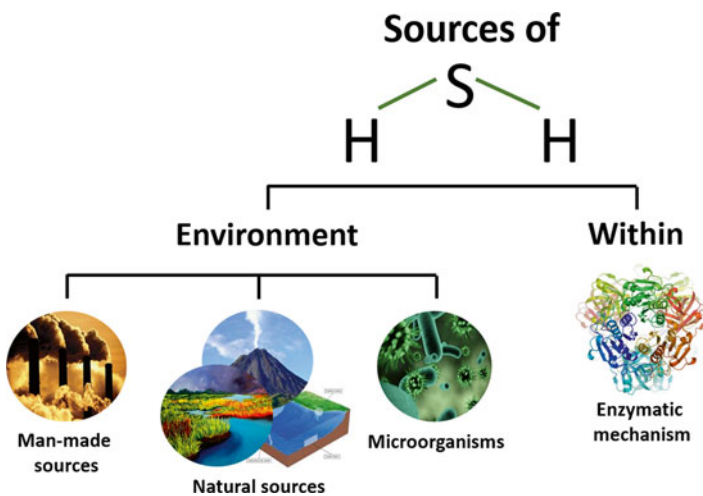 Sources of
S
H H
Environment Within
Man-made
sources
Natural sources
Microorganisms
Enzymatic
mechanism